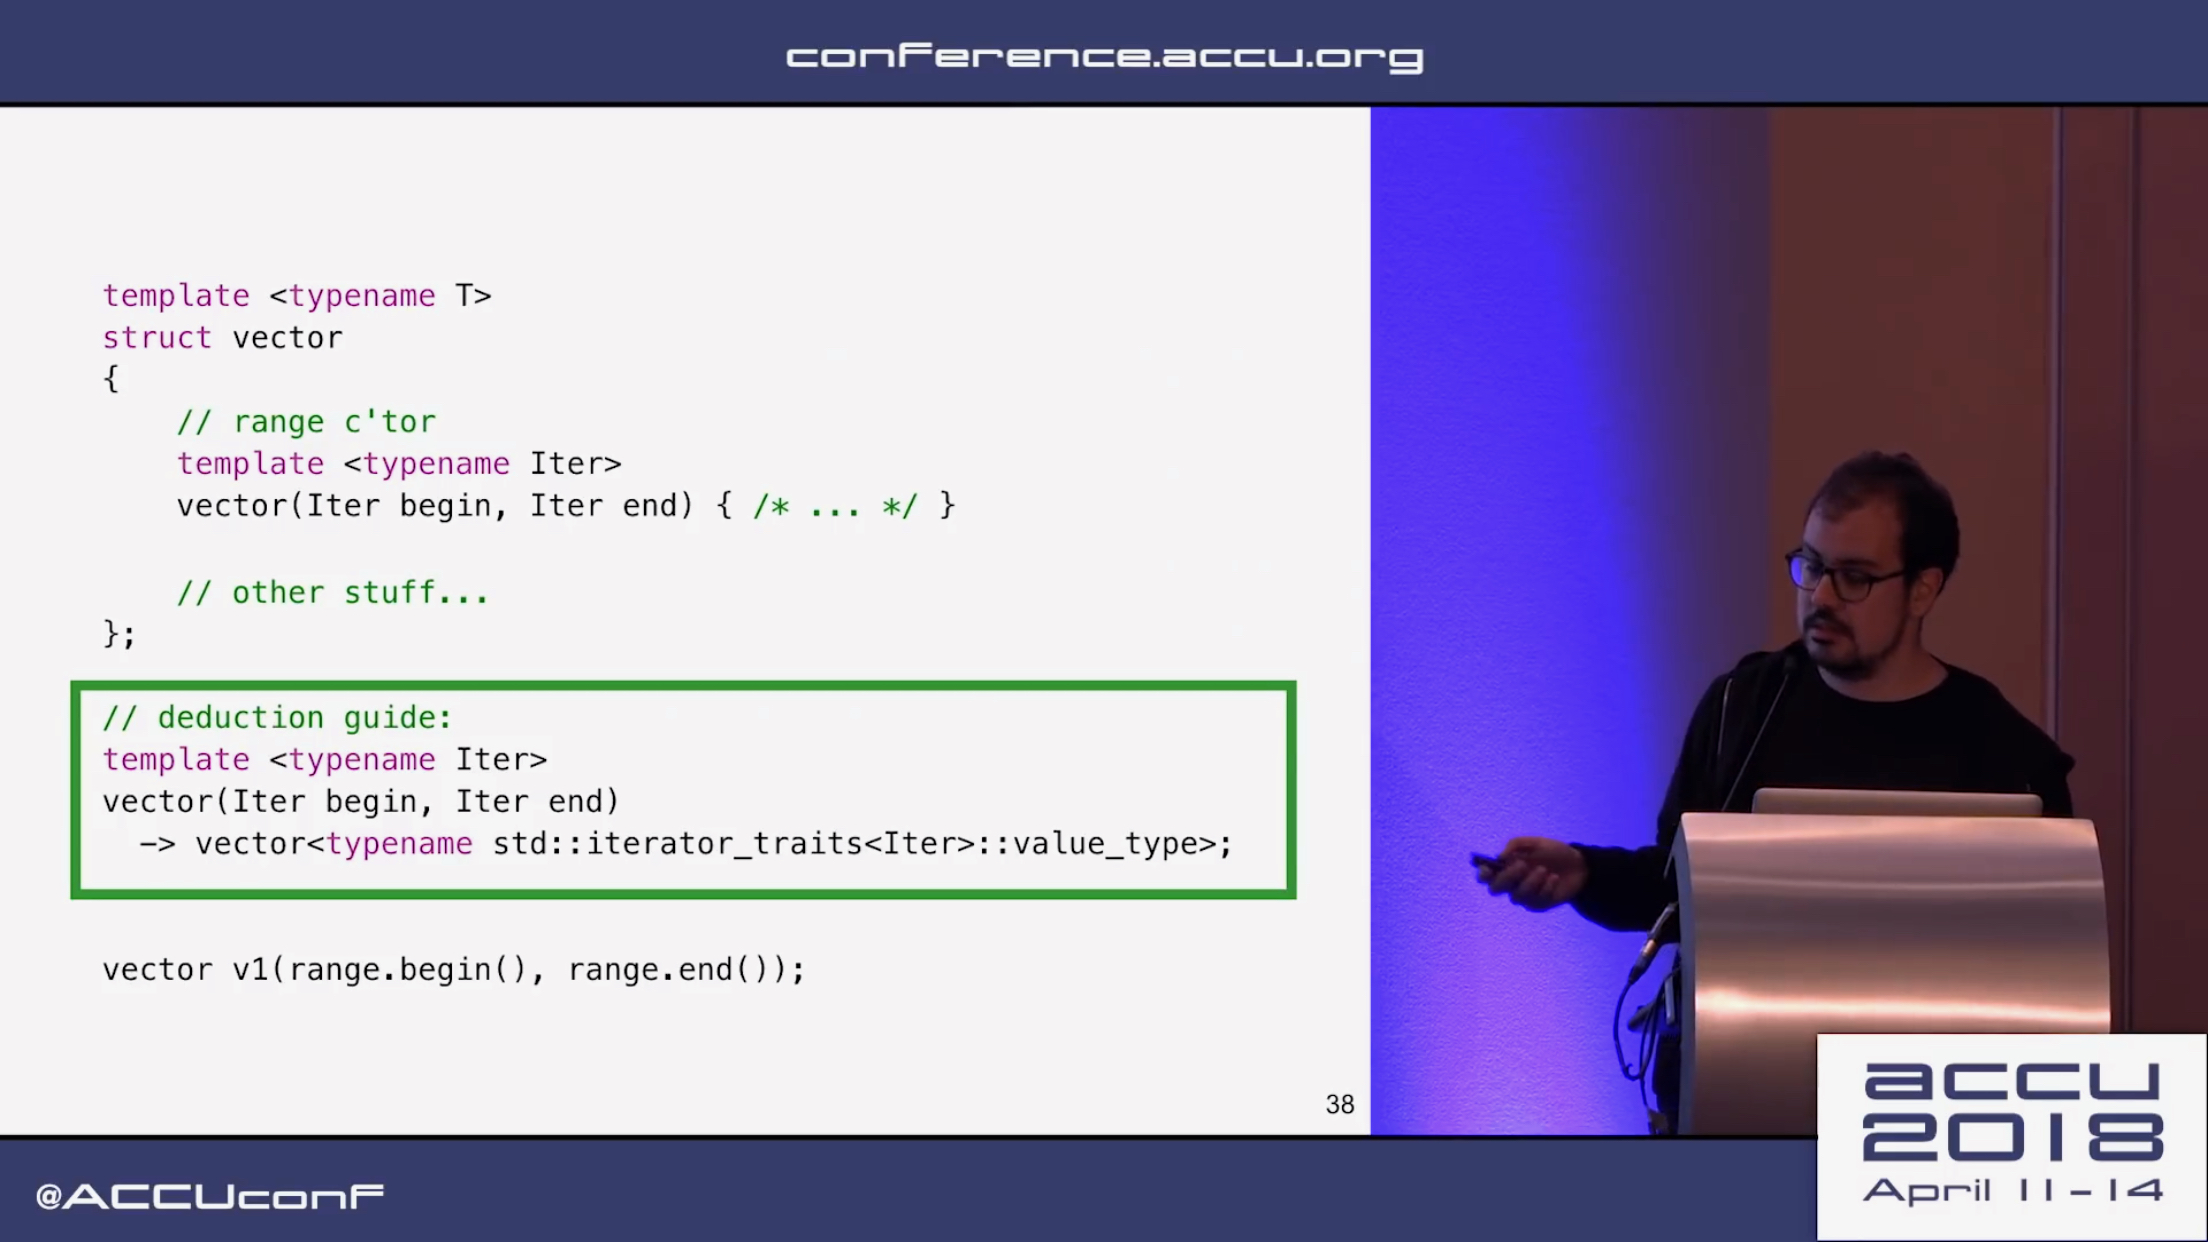 conference.accu.org
template <typename T>
struct vector
{
    // range c'tor
    template <typename Iter>
    vector(Iter begin, Iter end) { /* ... */ }
    // other stuff...
};
// deduction guide:
template <typename Iter>
vector(Iter begin, Iter end)
  -> vector<typename std::iterator_traits<Iter>::value_type>;
vector v1(range.begin(), range.end());
38
@ACCUconf
accu
2018
April 11-14